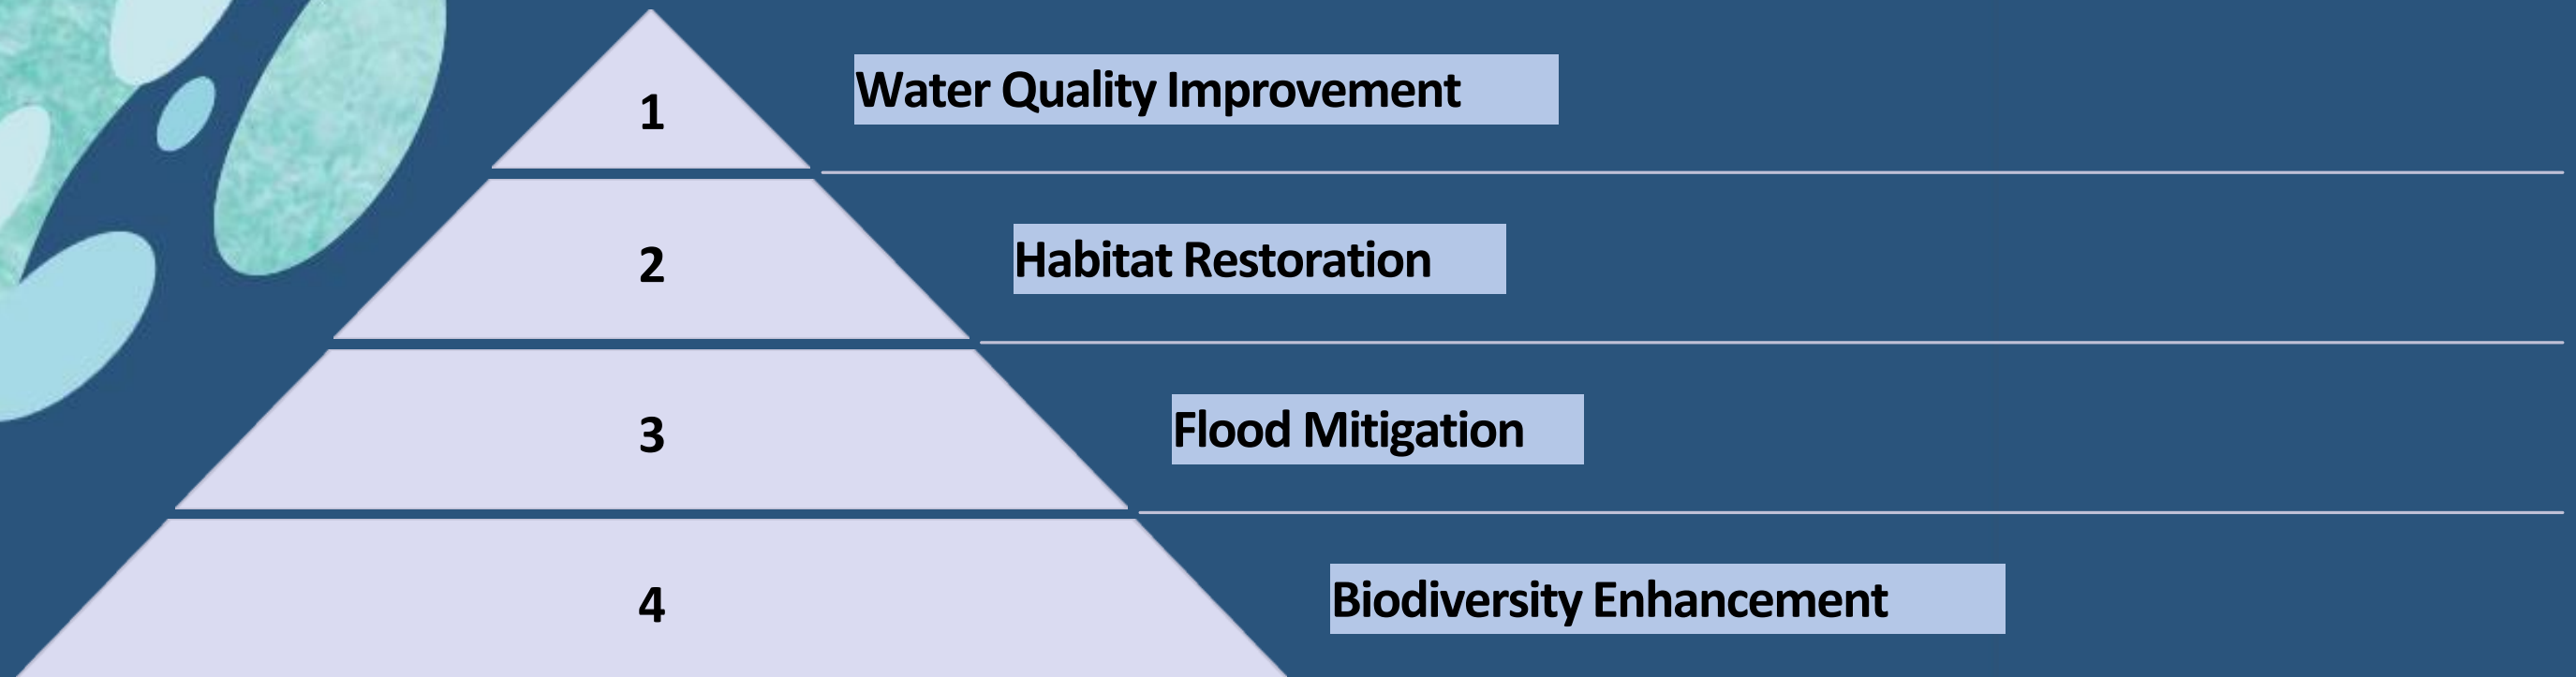 1
Water Quality Improvement
2
Habitat Restoration
3
Flood Mitigation
4
Biodiversity Enhancement